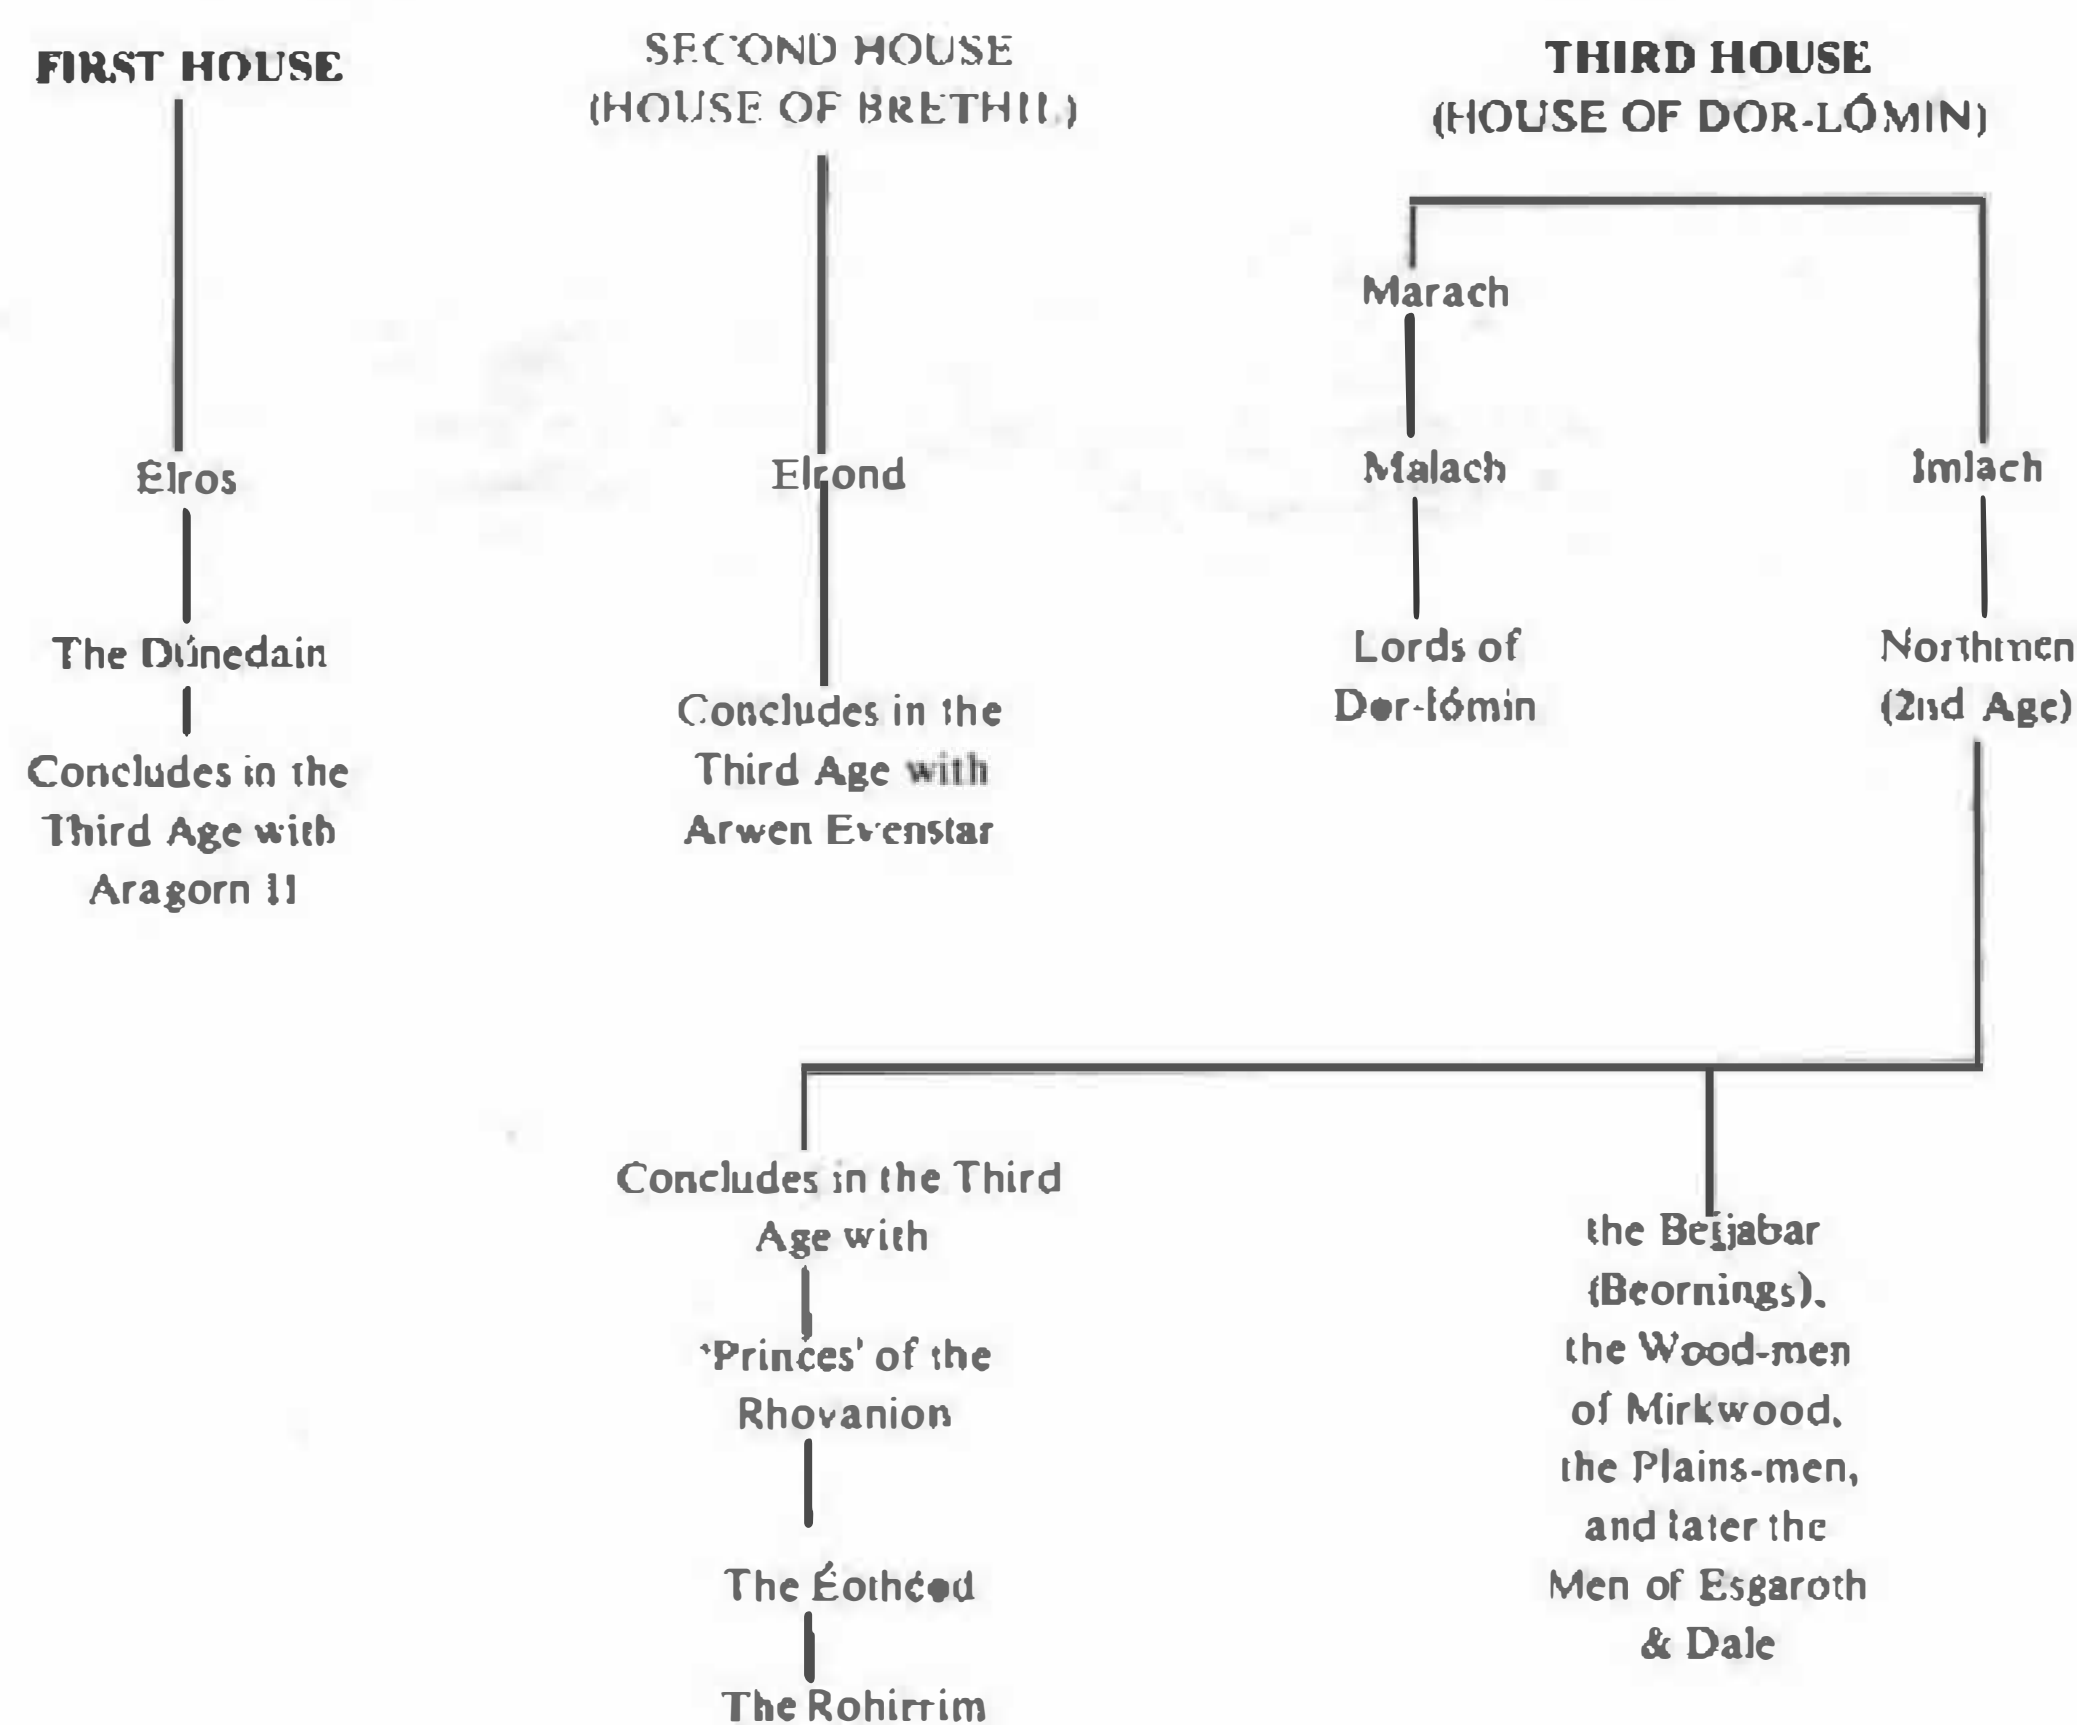 FIRST HOUSE
Elros
The Dúnedain
Concludes in the
Third Age with
Aragorn II
SECOND HOUSE
(HOUSE OF BRETHIL)
Elrond
Concludes in the
Third Age with
Arwen Evenstar
THIRD HOUSE
(HOUSE OF DOR-LÓMIN)
Marach
Malach
Lords of
Dor-lómin
Imlach
Northmen
(2nd Age)
Concludes in the Third
Age with
‘Princes’ of the
Rhovanion
The Éothéod
The Rohirrim
the Beijabar
(Beornings),
the Wood-men
of Mirkwood,
the Plains-men,
and later the
Men of Esgaroth
& Dale